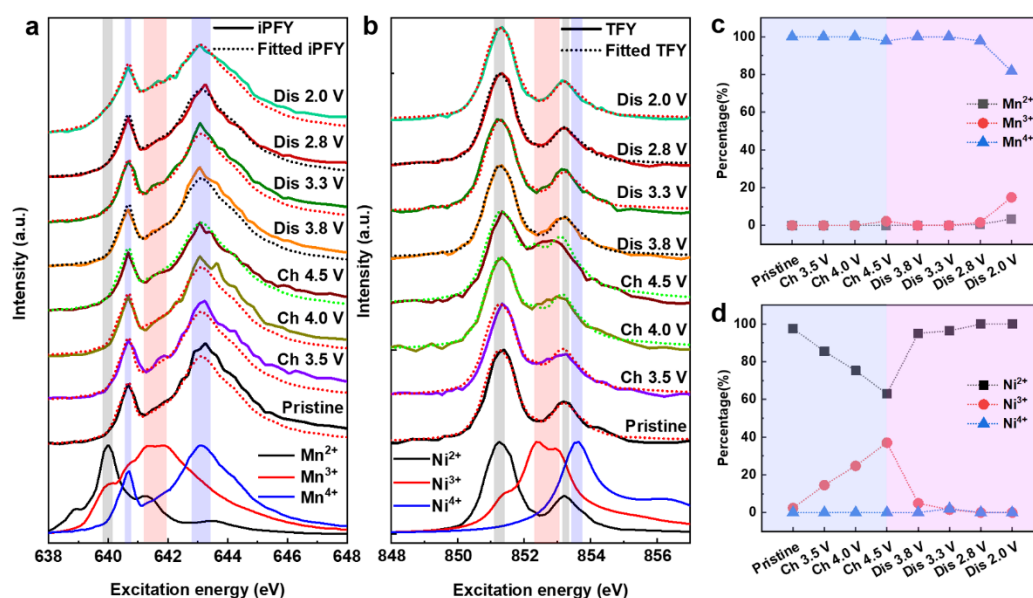 a
iPFY
Fitted iPFY
Dis 2.0 V
Dis 2.8 V
Dis 3.3 V
Dis 3.8 V
Ch 4.5 V
Ch 4.0 V
Ch 3.5 V
Pristine
Mn²⁺
Mn³⁺
Mn⁴⁺
Intensity (a.u.)
638 640 642 644 646 648
Excitation energy (eV)
b
TFY
Fitted TFY
Dis 2.0 V
Dis 2.8 V
Dis 3.3 V
Dis 3.8 V
Ch 4.5 V
Ch 4.0 V
Ch 3.5 V
Pristine
Ni²⁺
Ni³⁺
Ni⁴⁺
Intensity (a.u.)
848 850 852 854 856
Excitation energy (eV)
c
100
80
60
40
20
0
Percentage(%)
Mn²⁺
Mn³⁺
Mn⁴⁺
Pristine Ch 3.5 V Ch 4.0 V Ch 4.5 V Dis 3.8 V Dis 3.3 V Dis 2.8 V Dis 2.0 V
d
100
80
60
40
20
0
Percentage(%)
Ni²⁺
Ni³⁺
Ni⁴⁺
Pristine Ch 3.5 V Ch 4.0 V Ch 4.5 V Dis 3.8 V Dis 3.3 V Dis 2.8 V Dis 2.0 V